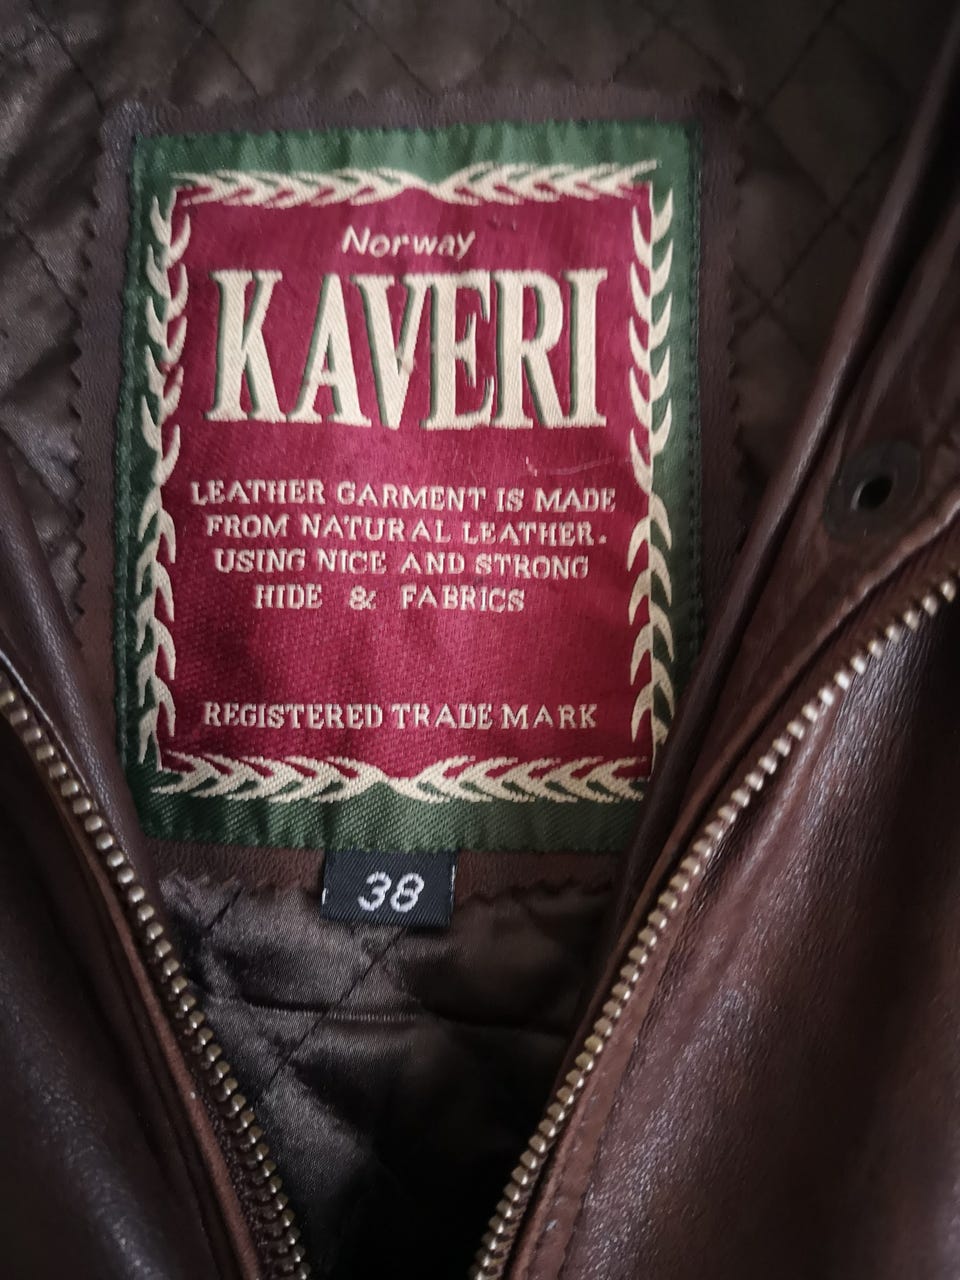 Norway
KAVERI
LEATHER GARMENT IS MADE
FROM NATURAL LEATHER.
USING NICE AND STRONG
HIDE & FABRICS
REGISTERED TRADE MARK
38